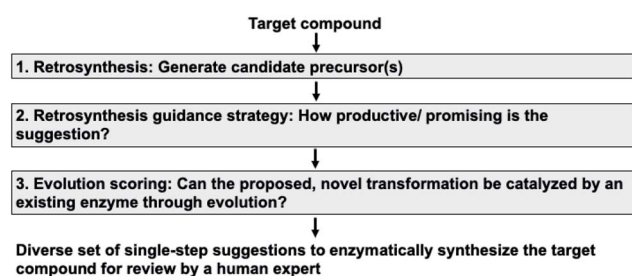 Target compound
1. Retrosynthesis: Generate candidate precursor(s)
2. Retrosynthesis guidance strategy: How productive/ promising is the
suggestion?
3. Evolution scoring: Can the proposed, novel transformation be catalyzed by an
existing enzyme through evolution?
Diverse set of single-step suggestions to enzymatically synthesize the target
compound for review by a human expert